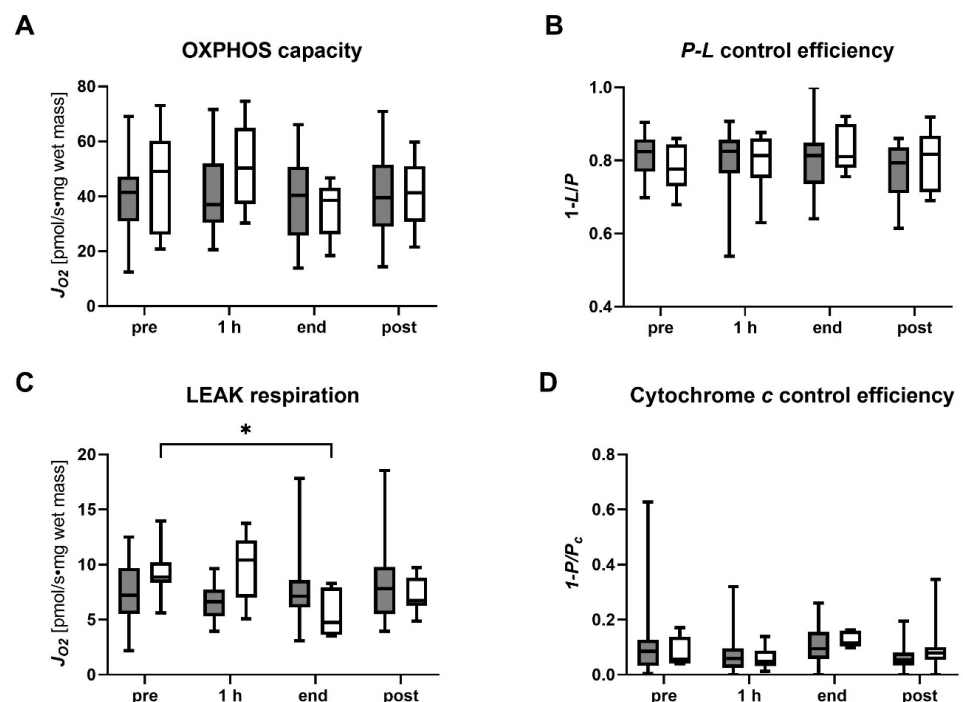 A
OXPHOS capacity
J_O2 [pmol/s•mg wet mass]
80
60
40
20
0
pre 1 h end post
B
P-L control efficiency
1-L/P
1.0
0.8
0.6
0.4
pre 1 h end post
C
LEAK respiration
J_O2 [pmol/s•mg wet mass]
20
15
10
5
0
*
pre 1 h end post
D
Cytochrome c control efficiency
1-P/P_c
0.8
0.6
0.4
0.2
0.0
pre 1 h end post